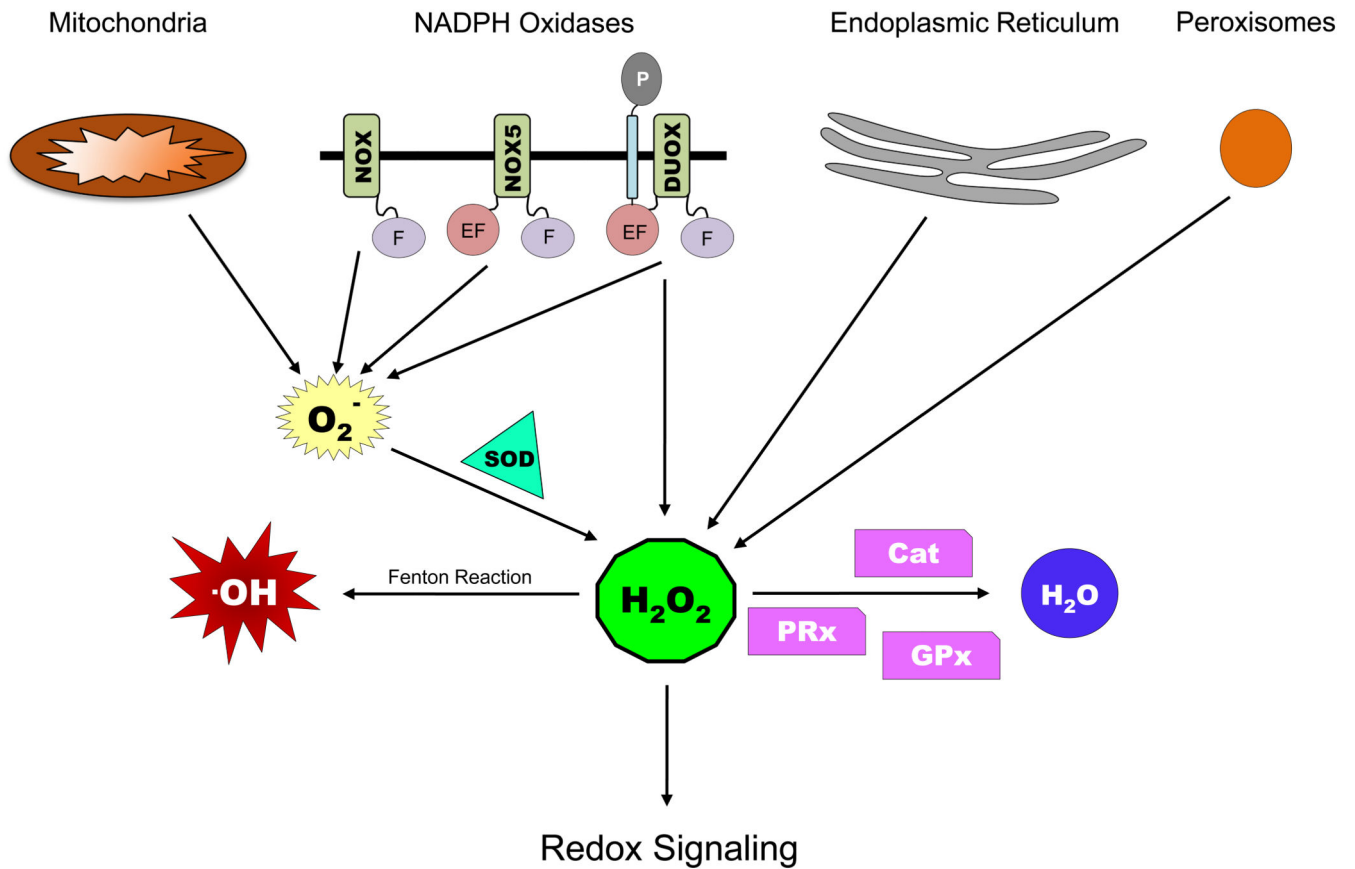 Mitochondria
NADPH Oxidases
Endoplasmic Reticulum
Peroxisomes
P
NOX
NOX5
DUOX
F
EF
F
EF
F
O₂⁻
SOD
·OH
Fenton Reaction
H₂O₂
Cat
PRx
GPx
H₂O
Redox Signaling